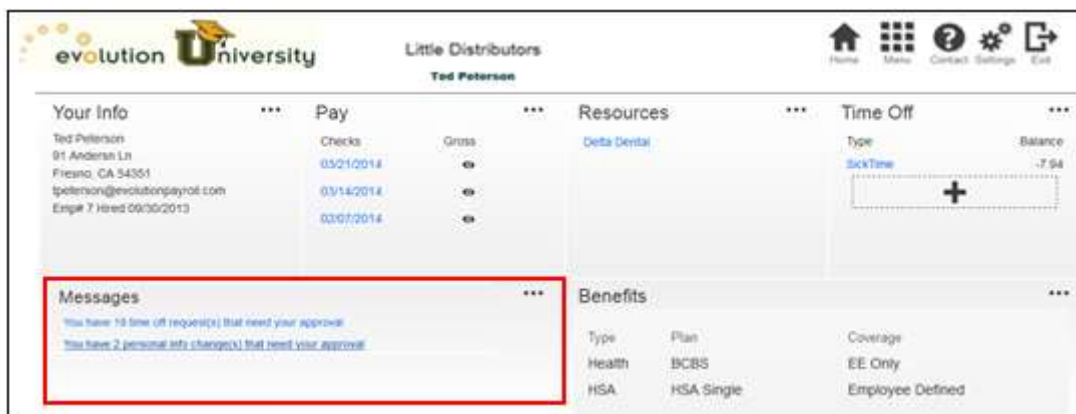 evolution University
Little Distributors
Ted Peterson
Home Menu Contact Settings Exit
Your Info
Ted Peterson
91 Andersn Ln
Fresno, CA 54351
tpeterson@evolutionpayroll.com
Emp# 7 Hired 09/30/2013
Pay
Checks Gross
03/21/2014
03/14/2014
02/07/2014
Resources
Delta Dental
Time Off
Type Balance
SickTime -7.94
Messages
You have 10 time off request(s) that need your approval
You have 2 personal info change(s) that need your approval
Benefits
Type Plan Coverage
Health BCBS EE Only
HSA HSA Single Employee Defined